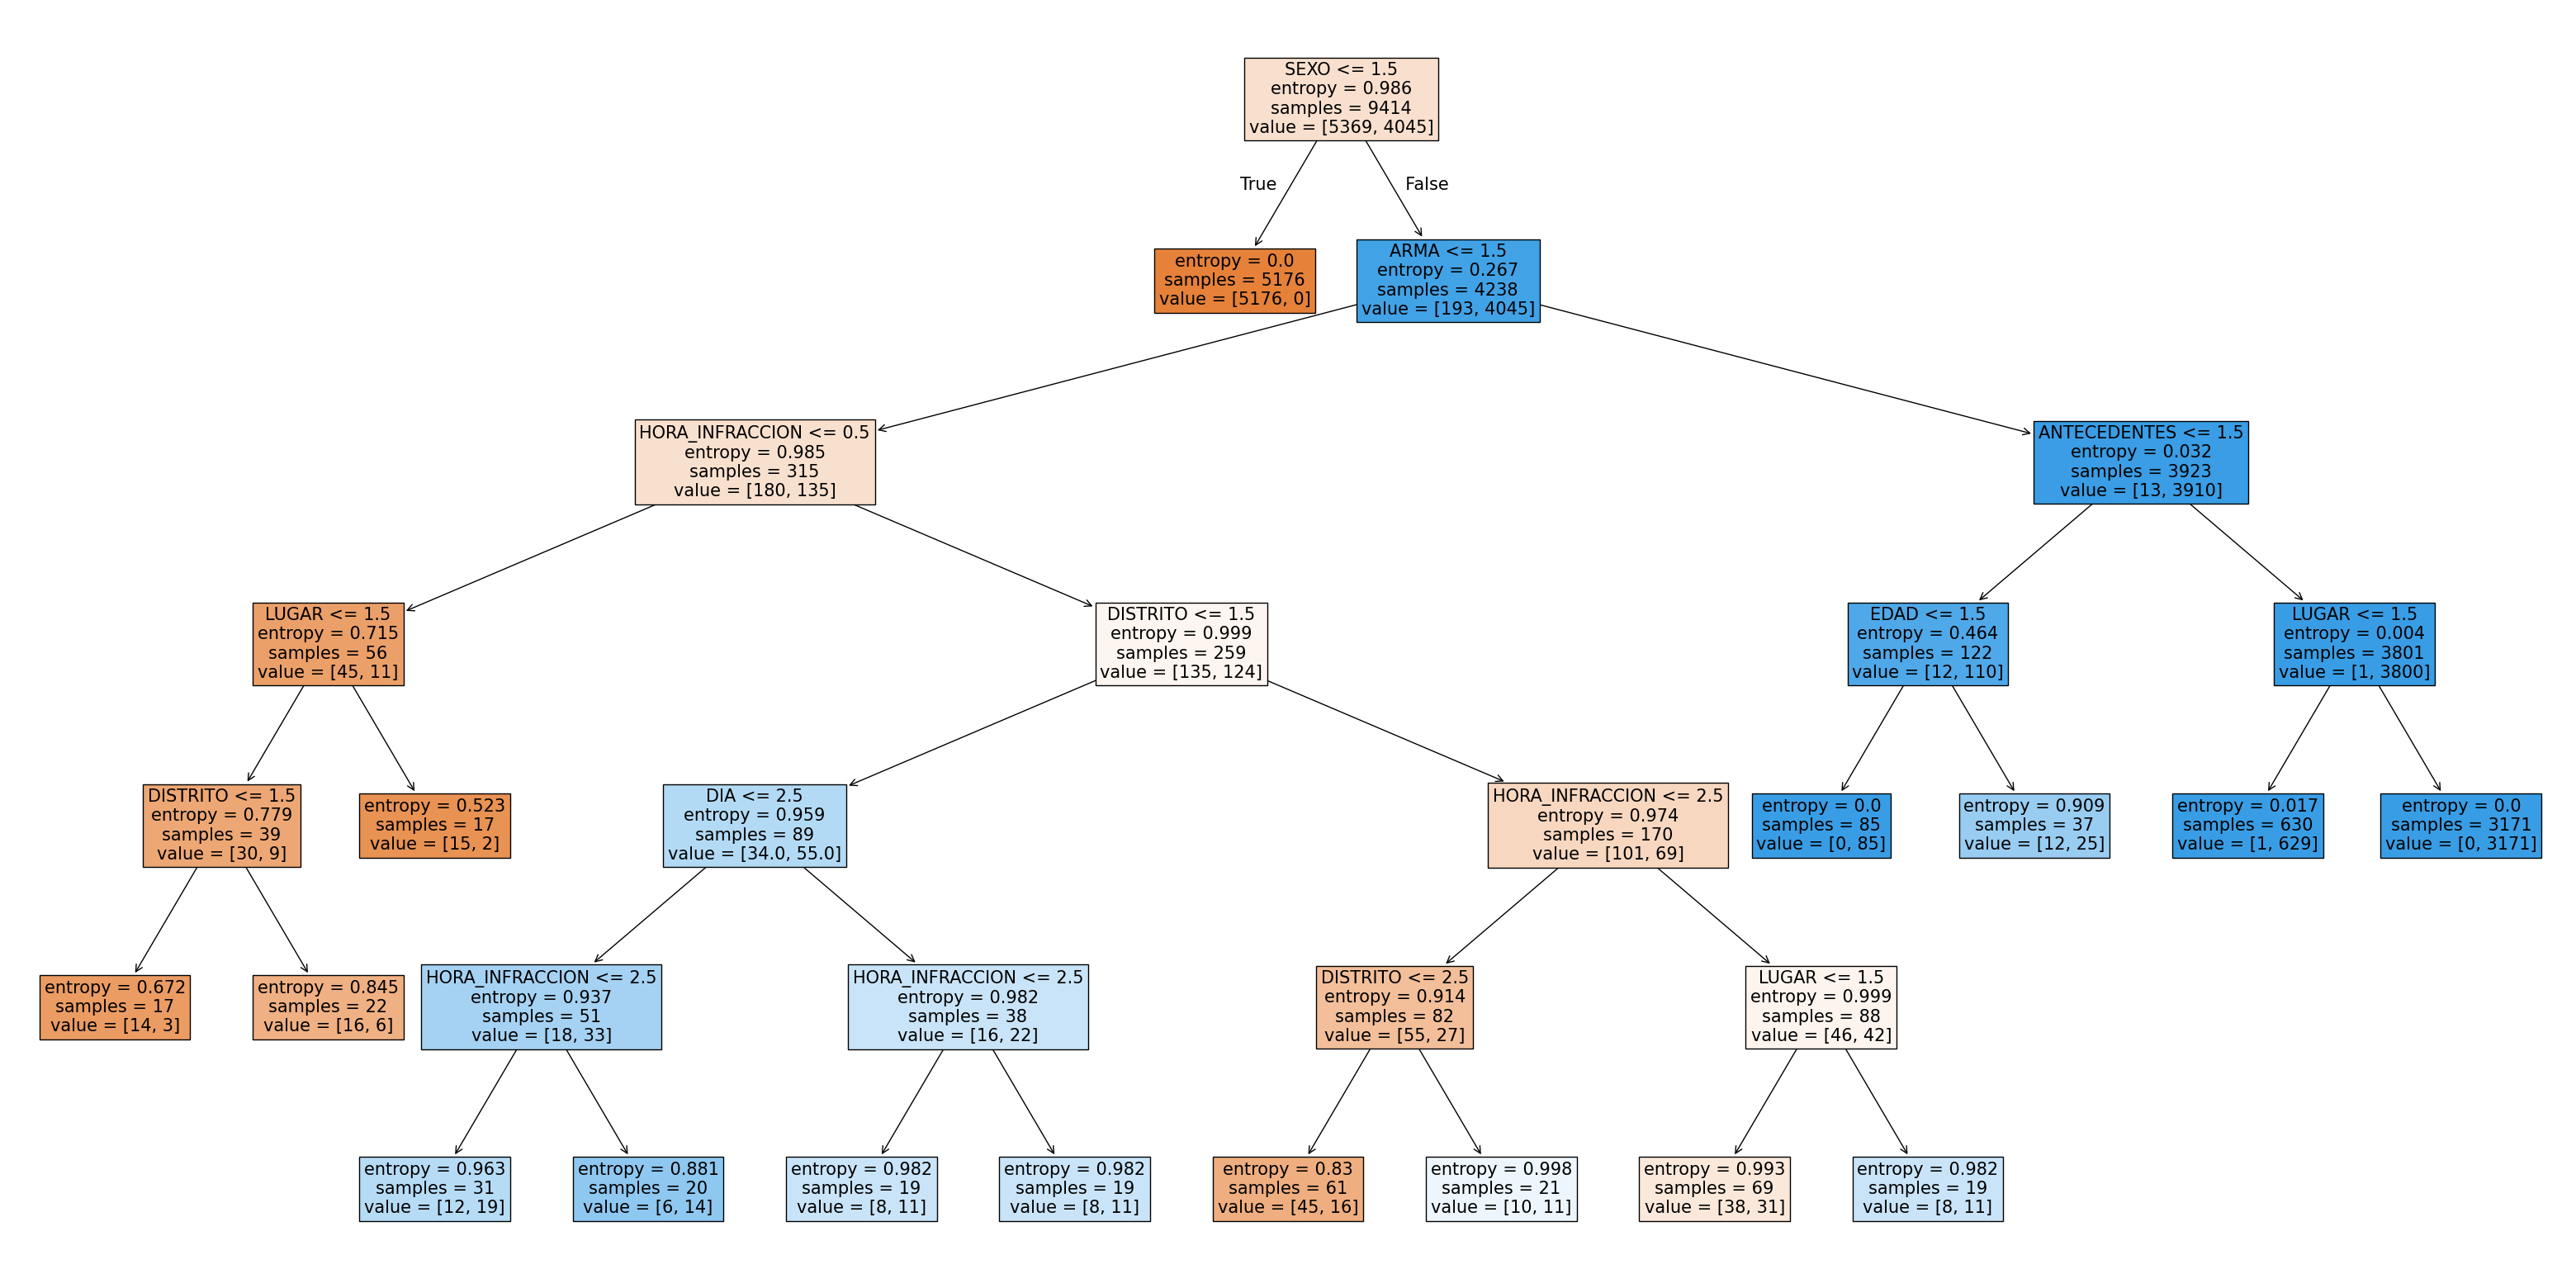 SEXO <= 1.5
entropy = 0.986
samples = 9414
value = [5369, 4045]
True
False
entropy = 0.0
samples = 5176
value = [5176, 0]
ARMA <= 1.5
entropy = 0.267
samples = 4238
value = [193, 4045]
HORA_INFRACCION <= 0.5
entropy = 0.985
samples = 315
value = [180, 135]
ANTECEDENTES <= 1.5
entropy = 0.032
samples = 3923
value = [13, 3910]
LUGAR <= 1.5
entropy = 0.715
samples = 56
value = [45, 11]
DISTRITO <= 1.5
entropy = 0.999
samples = 259
value = [135, 124]
EDAD <= 1.5
entropy = 0.464
samples = 122
value = [12, 110]
LUGAR <= 1.5
entropy = 0.004
samples = 3801
value = [1, 3800]
DISTRITO <= 1.5
entropy = 0.779
samples = 39
value = [30, 9]
entropy = 0.523
samples = 17
value = [15, 2]
DIA <= 2.5
entropy = 0.959
samples = 89
value = [34.0, 55.0]
HORA_INFRACCION <= 2.5
entropy = 0.974
samples = 170
value = [101, 69]
entropy = 0.0
samples = 85
value = [0, 85]
entropy = 0.909
samples = 37
value = [12, 25]
entropy = 0.017
samples = 630
value = [1, 629]
entropy = 0.0
samples = 3171
value = [0, 3171]
entropy = 0.672
samples = 17
value = [14, 3]
entropy = 0.845
samples = 22
value = [16, 6]
HORA_INFRACCION <= 2.5
entropy = 0.937
samples = 51
value = [18, 33]
HORA_INFRACCION <= 2.5
entropy = 0.982
samples = 38
value = [16, 22]
DISTRITO <= 2.5
entropy = 0.914
samples = 82
value = [55, 27]
LUGAR <= 1.5
entropy = 0.999
samples = 88
value = [46, 42]
entropy = 0.963
samples = 31
value = [12, 19]
entropy = 0.881
samples = 20
value = [6, 14]
entropy = 0.982
samples = 19
value = [8, 11]
entropy = 0.982
samples = 19
value = [8, 11]
entropy = 0.83
samples = 61
value = [45, 16]
entropy = 0.998
samples = 21
value = [10, 11]
entropy = 0.993
samples = 69
value = [38, 31]
entropy = 0.982
samples = 19
value = [8, 11]